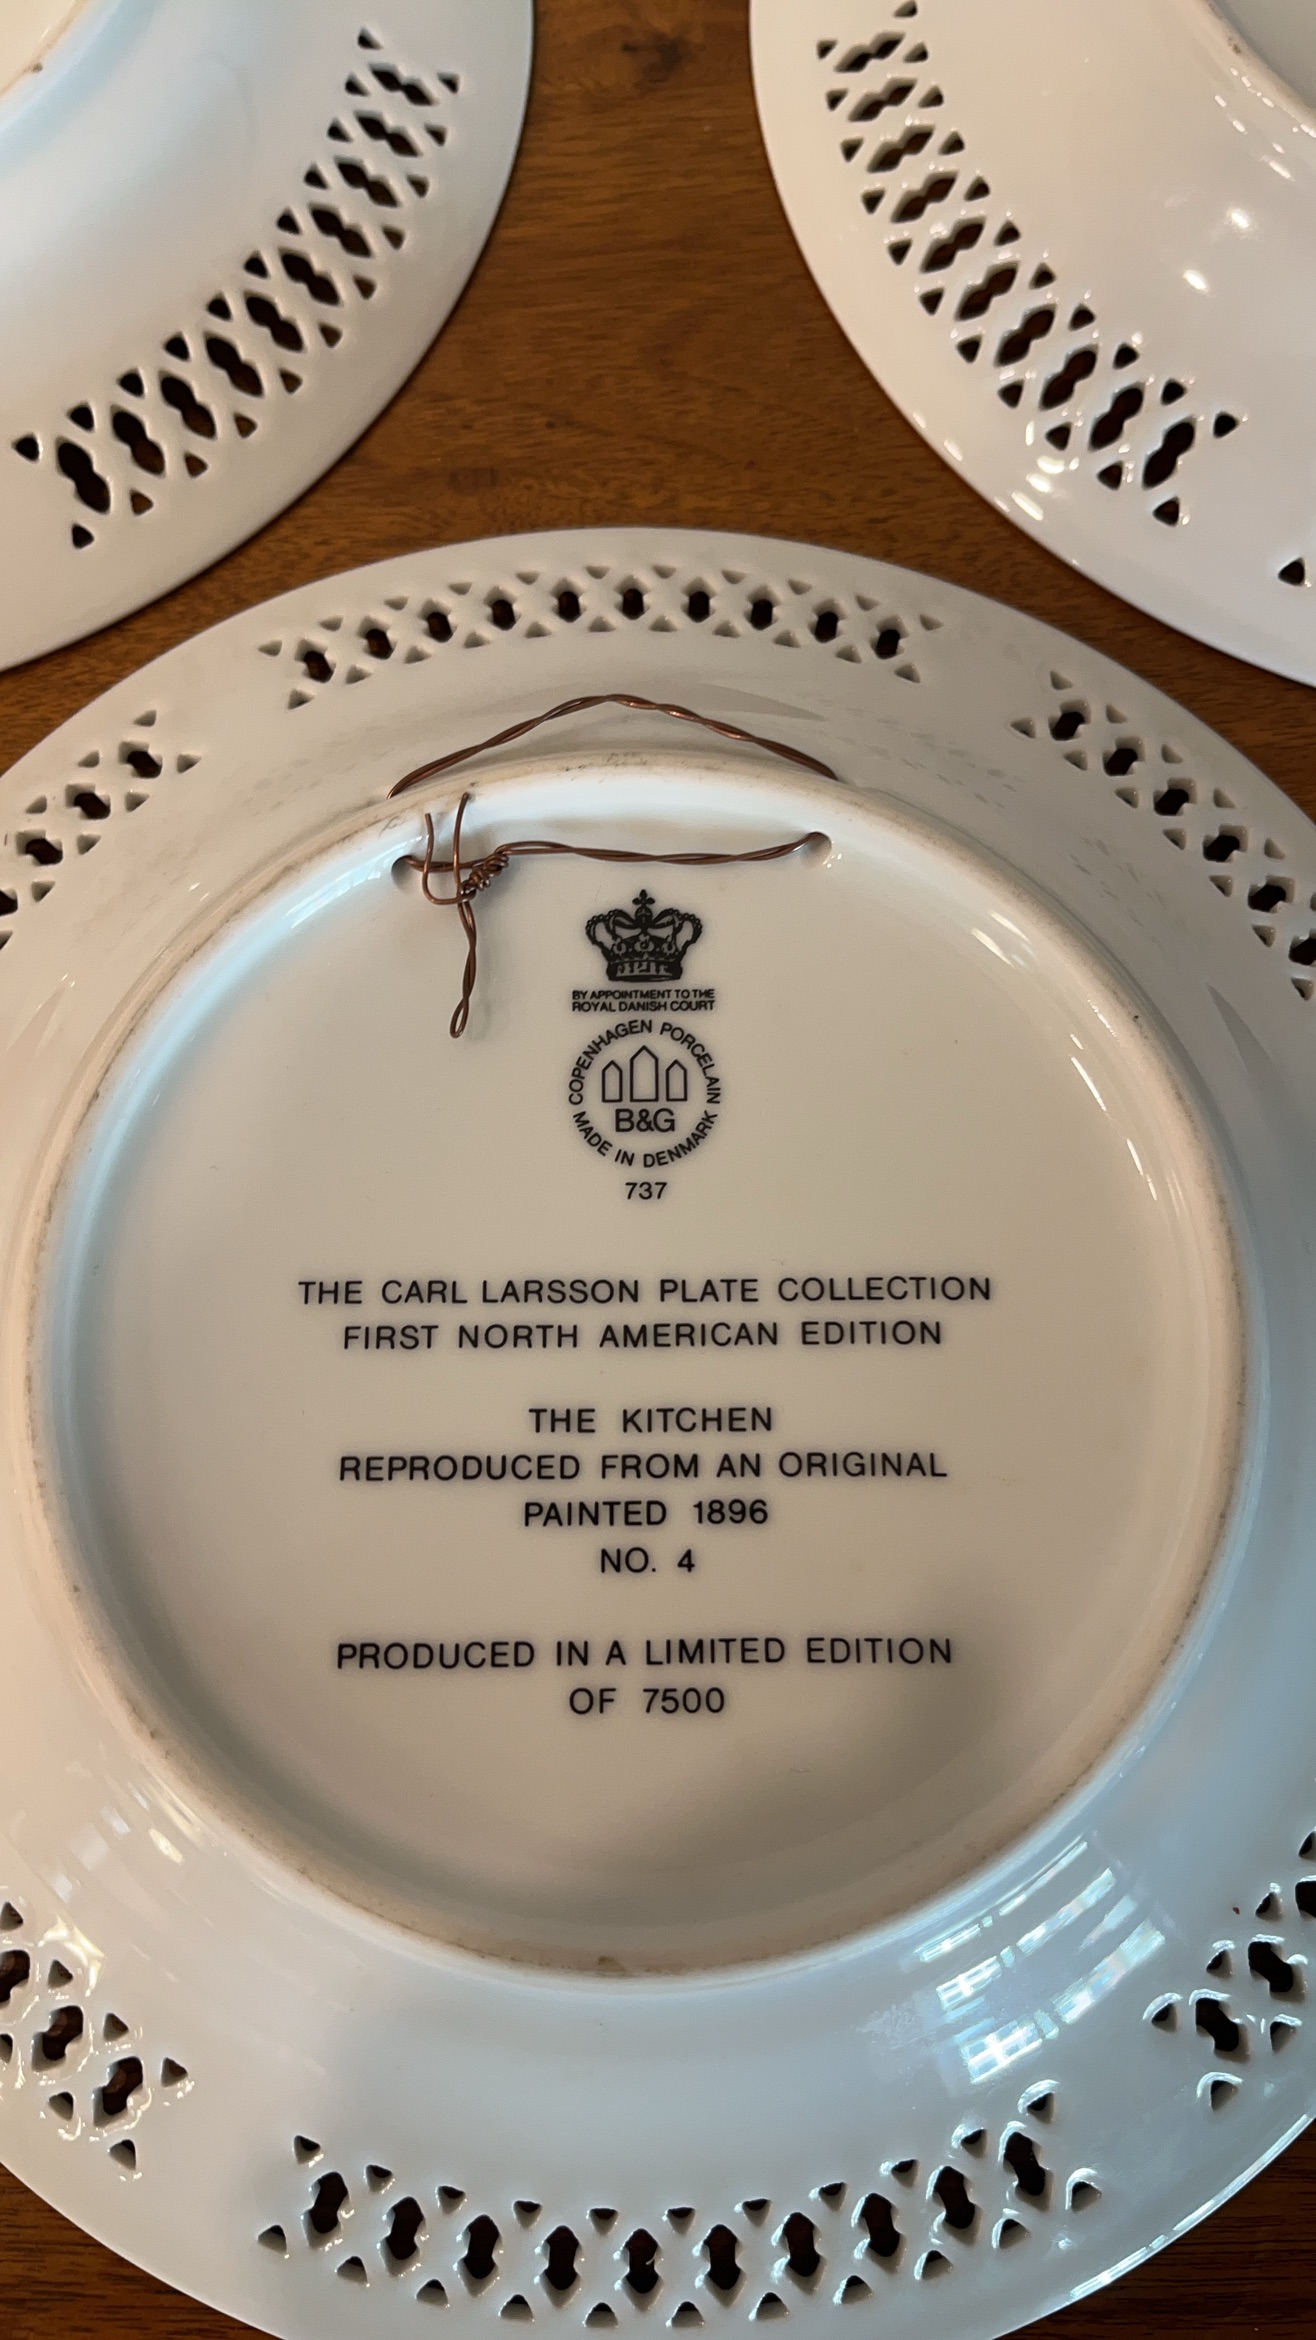 BY APPOINTMENT TO THE
ROYAL DANISH COURT
COPENHAGEN PORCELAIN
B&G
MADE IN DENMARK
737
THE CARL LARSSON PLATE COLLECTION
FIRST NORTH AMERICAN EDITION
THE KITCHEN
REPRODUCED FROM AN ORIGINAL
PAINTED 1896
NO. 4
PRODUCED IN A LIMITED EDITION
OF 7500